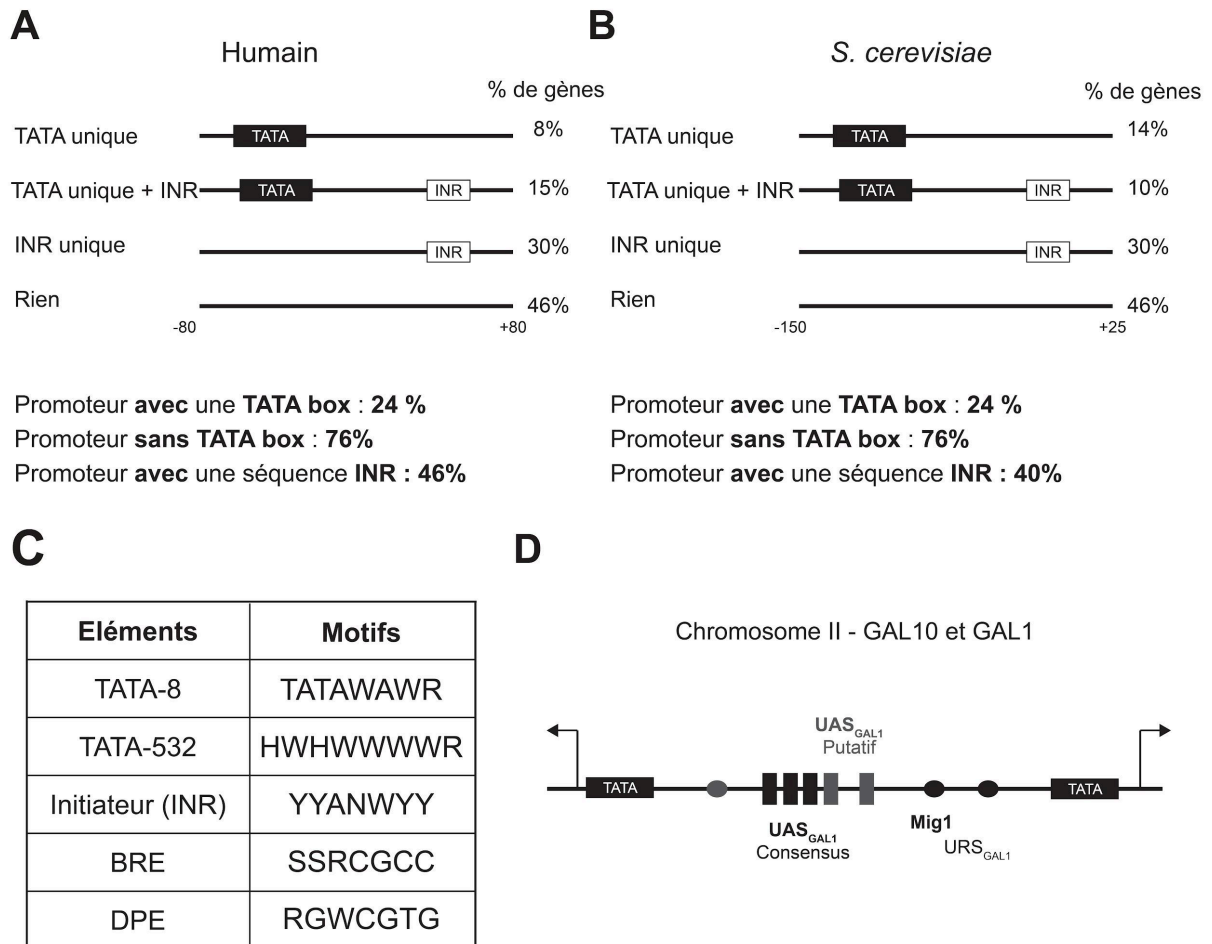 A
Humain
% de gènes
TATA unique
TATA
8%
TATA unique + INR
TATA
INR
15%
INR unique
INR
30%
Rien
46%
-80
+80
Promoteur avec une TATA box : 24 %
Promoteur sans TATA box : 76%
Promoteur avec une séquence INR : 46%
B
S. cerevisiae
% de gènes
TATA unique
TATA
14%
TATA unique + INR
TATA
INR
10%
INR unique
INR
30%
Rien
46%
-150
+25
Promoteur avec une TATA box : 24 %
Promoteur sans TATA box : 76%
Promoteur avec une séquence INR : 40%
C
Eléments Motifs
TATA-8 TATAWAWR
TATA-532 HWHWWWWR
Initiateur (INR) YYANWYY
BRE SSRCGCC
DPE RGWCGTG
D
Chromosome II - GAL10 et GAL1
UASGAL1
Putatif
TATA
TATA
UASGAL1
Consensus
Mig1
URSGAL1